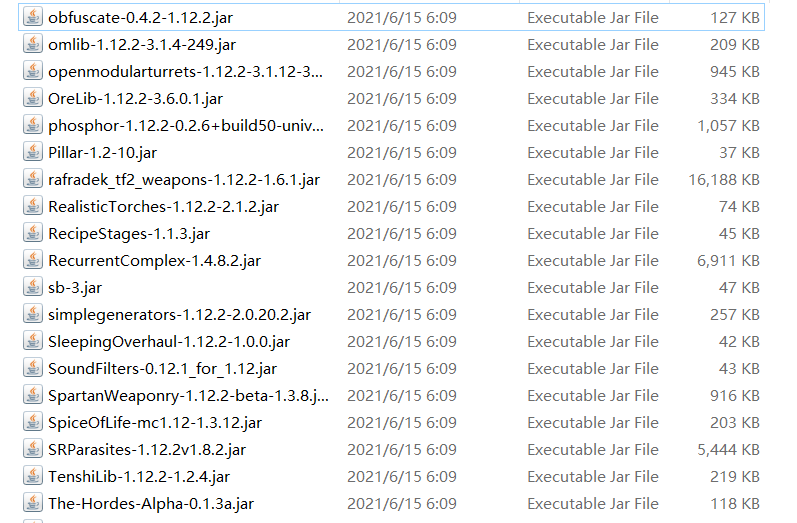 obfuscate-0.4.2-1.12.2.jar 2021/6/15 6:09 Executable Jar File 127 KB
omlib-1.12.2-3.1.4-249.jar 2021/6/15 6:09 Executable Jar File 209 KB
openmodularturrets-1.12.2-3.1.12-3... 2021/6/15 6:09 Executable Jar File 945 KB
OreLib-1.12.2-3.6.0.1.jar 2021/6/15 6:09 Executable Jar File 334 KB
phosphor-1.12.2-0.2.6+build50-univ... 2021/6/15 6:09 Executable Jar File 1,057 KB
Pillar-1.2-10.jar 2021/6/15 6:09 Executable Jar File 37 KB
rafradek_tf2_weapons-1.12.2-1.6.1.jar 2021/6/15 6:09 Executable Jar File 16,188 KB
RealisticTorches-1.12.2-2.1.2.jar 2021/6/15 6:09 Executable Jar File 74 KB
RecipeStages-1.1.3.jar 2021/6/15 6:09 Executable Jar File 45 KB
RecurrentComplex-1.4.8.2.jar 2021/6/15 6:09 Executable Jar File 6,911 KB
sb-3.jar 2021/6/15 6:09 Executable Jar File 47 KB
simplegenerators-1.12.2-2.0.20.2.jar 2021/6/15 6:09 Executable Jar File 257 KB
SleepingOverhaul-1.12.2-1.0.0.jar 2021/6/15 6:09 Executable Jar File 42 KB
SoundFilters-0.12.1_for_1.12.jar 2021/6/15 6:09 Executable Jar File 43 KB
SpartanWeaponry-1.12.2-beta-1.3.8.j... 2021/6/15 6:09 Executable Jar File 916 KB
SpiceOfLife-mc1.12-1.3.12.jar 2021/6/15 6:09 Executable Jar File 203 KB
SRParasites-1.12.2v1.8.2.jar 2021/6/15 6:09 Executable Jar File 5,444 KB
TenshiLib-1.12.2-1.2.4.jar 2021/6/15 6:09 Executable Jar File 219 KB
The-Hordes-Alpha-0.1.3a.jar 2021/6/15 6:09 Executable Jar File 118 KB